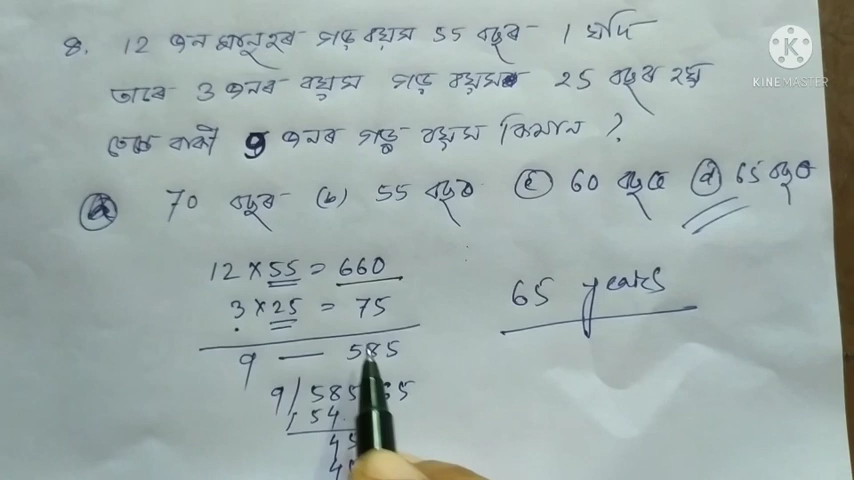 8. 12 জন মানুহৰ গড় বয়স 55 বছৰ । যদি
তাৰে 3 জনৰ বয়স গড় বয়স 25 বছৰ হয়
তেন্তে বাকী 9 জনৰ গড় বয়স কিমান ?
(a) 70 বছৰ (b) 55 বছৰ (c) 60 বছৰ (d) 65 বছৰ
12 × 55 = 660
3 × 25 = 75
9 — 585
65 years
9/585
54
KINEMASTER